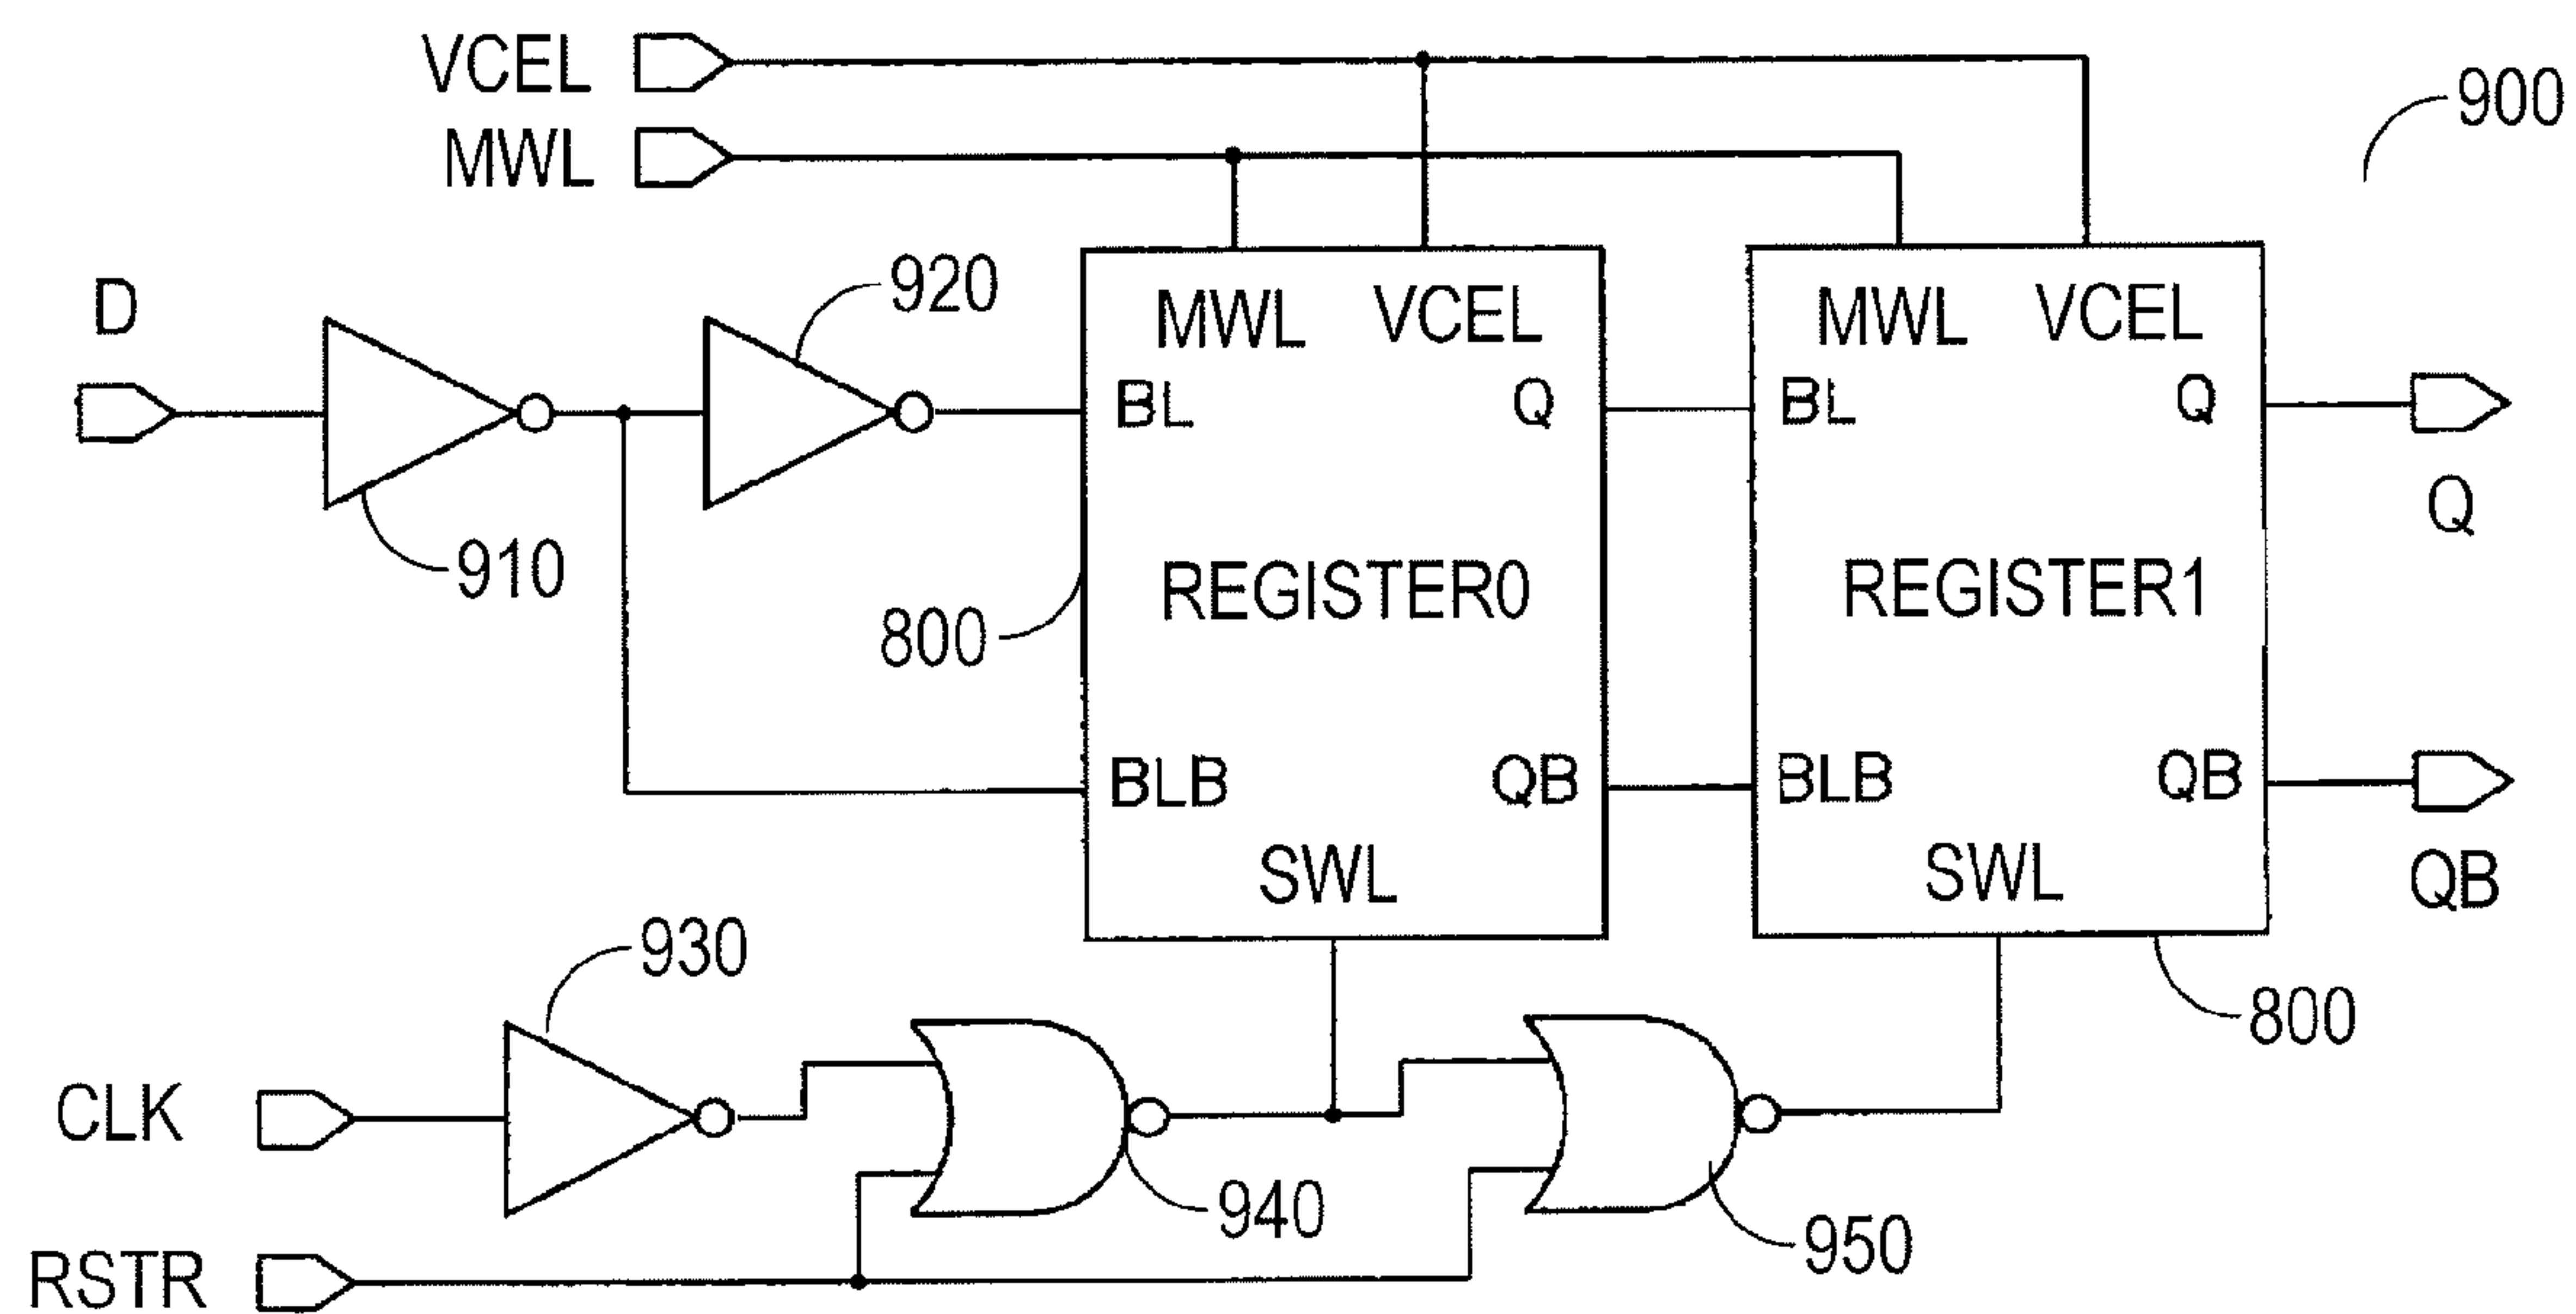 VCEL
900
MWL
D
920
MWL VCEL
MWL VCEL
BL Q
BL Q
Q
910
800
REGISTER0
REGISTER1
BLB QB
BLB QB
QB
SWL
SWL
930
800
CLK
940
950
RSTR